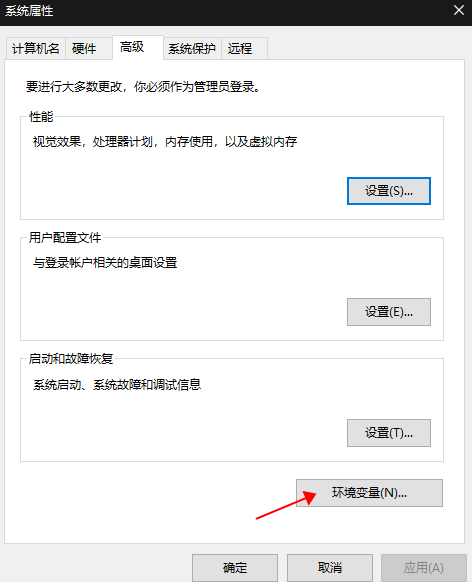 系统属性
计算机名 硬件 高级 系统保护 远程
要进行大多数更改，你必须作为管理员登录。
性能
视觉效果，处理器计划，内存使用，以及虚拟内存
设置(S)...
用户配置文件
与登录帐户相关的桌面设置
设置(E)...
启动和故障恢复
系统启动、系统故障和调试信息
设置(T)...
环境变量(N)...
确定 取消 应用(A)